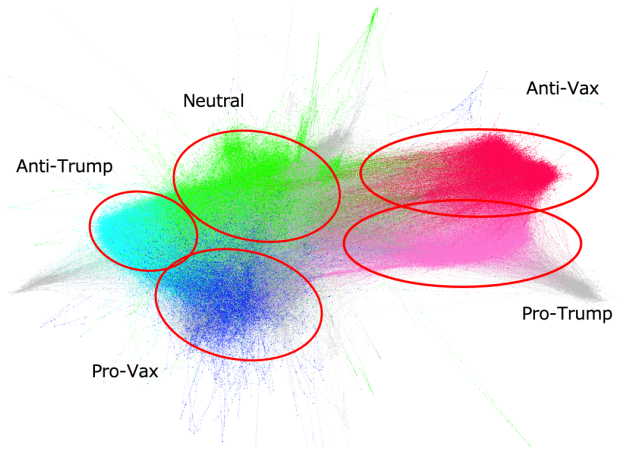 Neutral
Anti-Vax
Anti-Trump
Pro-Trump
Pro-Vax